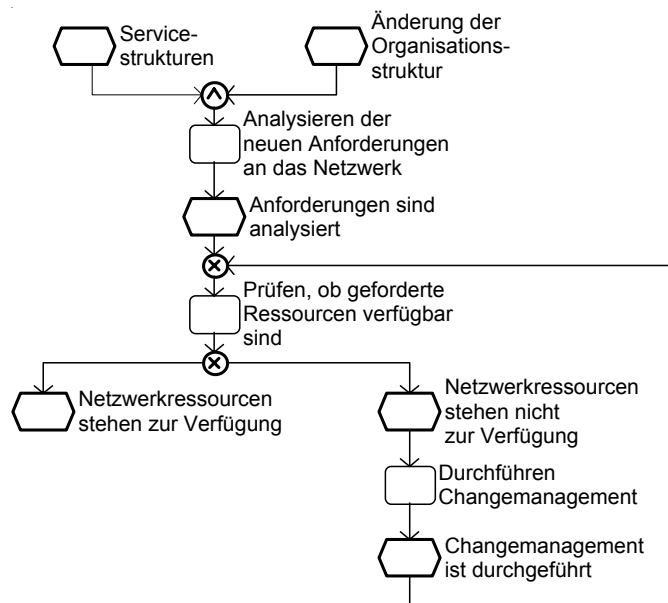 Service-
strukturen
Änderung der
Organisations-
struktur
Analysieren der
neuen Anforderungen
an das Netzwerk
Anforderungen sind
analysiert
Prüfen, ob geforderte
Ressourcen verfügbar
sind
Netzwerkressourcen
stehen zur Verfügung
Netzwerkressourcen
stehen nicht
zur Verfügung
Durchführen
Changemanagement
Changemanagement
ist durchgeführt